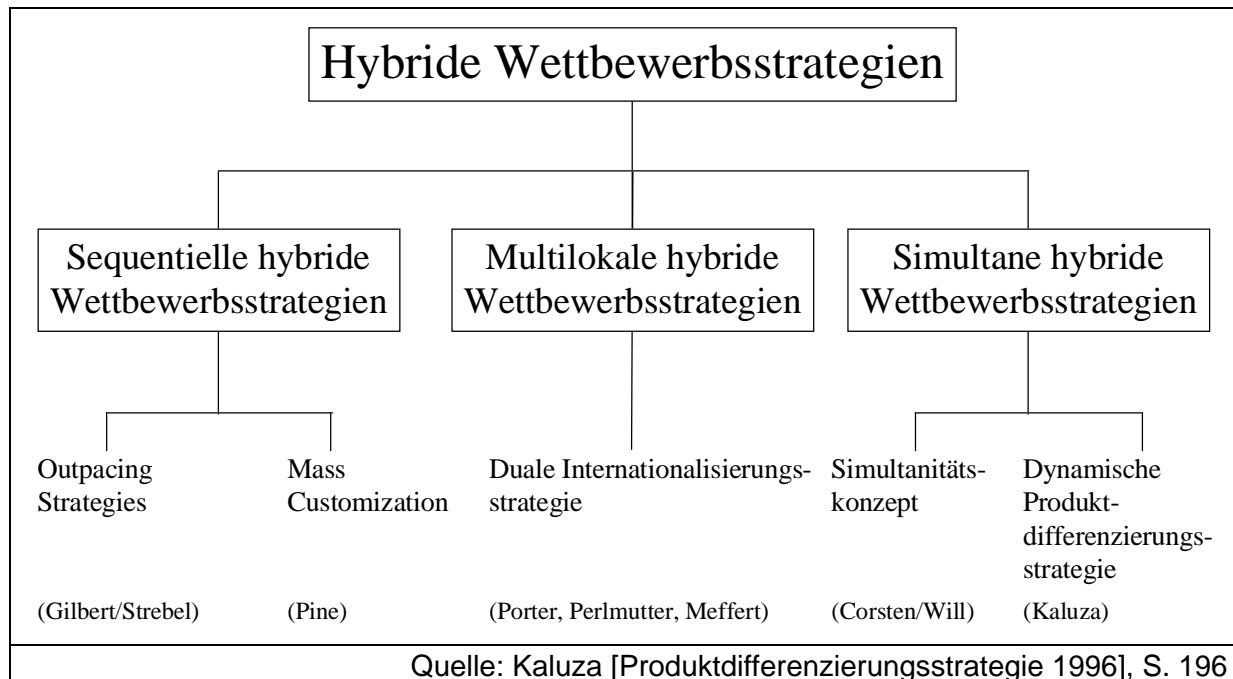 Hybride Wettbewerbsstrategien
Sequentielle hybride
Wettbewerbsstrategien
Multilokale hybride
Wettbewerbsstrategien
Simultane hybride
Wettbewerbsstrategien
Outpacing
Strategies
(Gilbert/Strebel)
Mass
Customization
(Pine)
Duale Internationalisierungs-
strategie
(Porter, Perlmutter, Meffert)
Simultanitäts-
konzept
(Corsten/Will)
Dynamische
Produkt-
differenzierungs-
strategie
(Kaluza)
Quelle: Kaluza [Produktdifferenzierungsstrategie 1996], S. 196